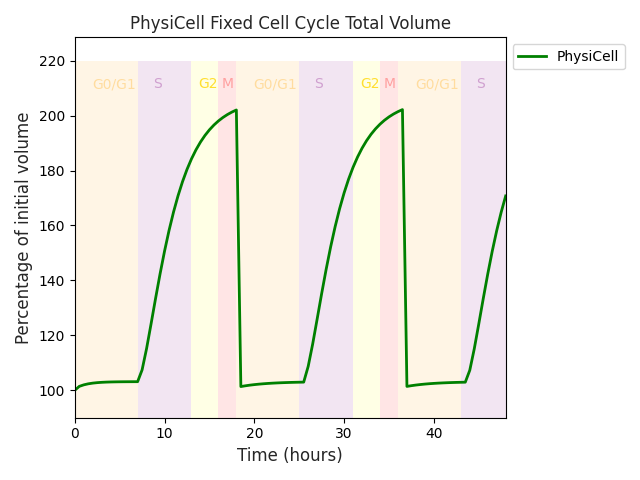 PhysiCell Fixed Cell Cycle Total Volume
PhysiCell
G0/G1 S G2 M G0/G1 S G2 M G0/G1 S
220
200
180
160
140
120
100
Percentage of initial volume
0 10 20 30 40
Time (hours)